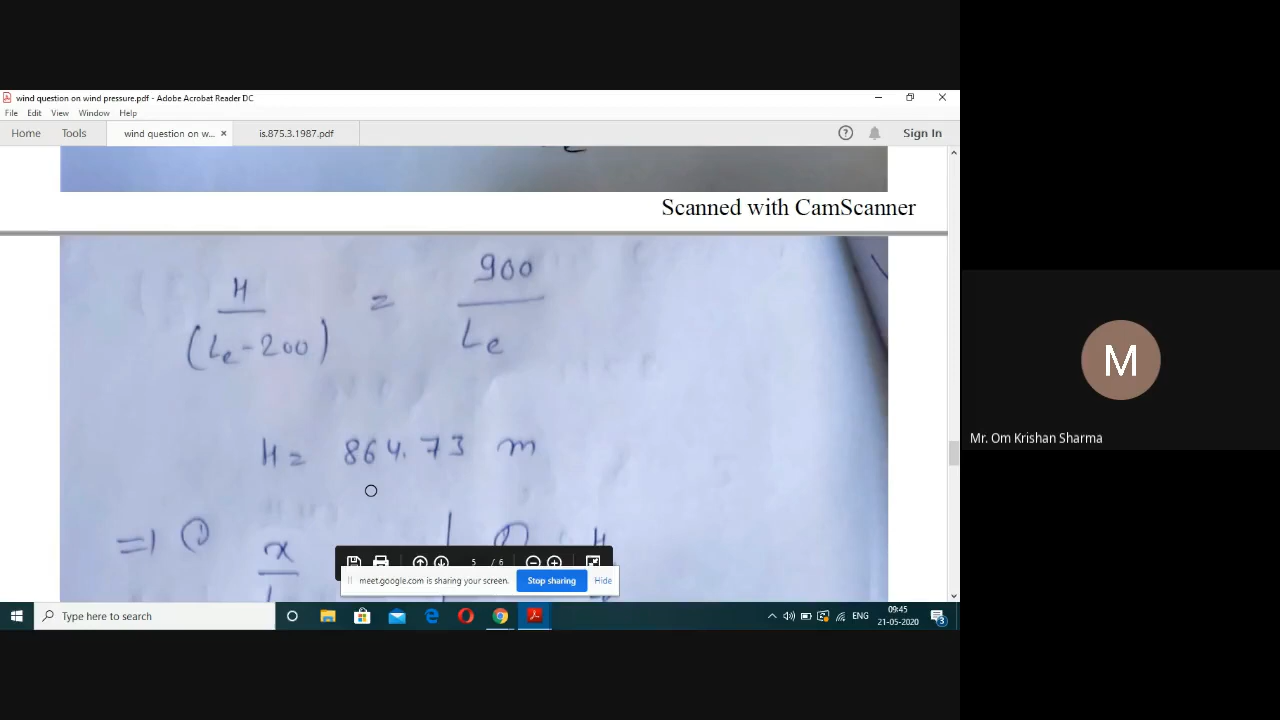 wind question on wind pressure.pdf - Adobe Acrobat Reader DC
File Edit View Window Help
Home Tools wind question on w... × is.875.3.1987.pdf Sign In
Scanned with CamScanner
H/(Le-200) = 900/Le
H = 864.73 m
=) ① x
① H
5 / 6
meet.google.com is sharing your screen. Stop sharing Hide
Type here to search
ENG
09:45
21-05-2020
3
M
Mr. Om Krishan Sharma